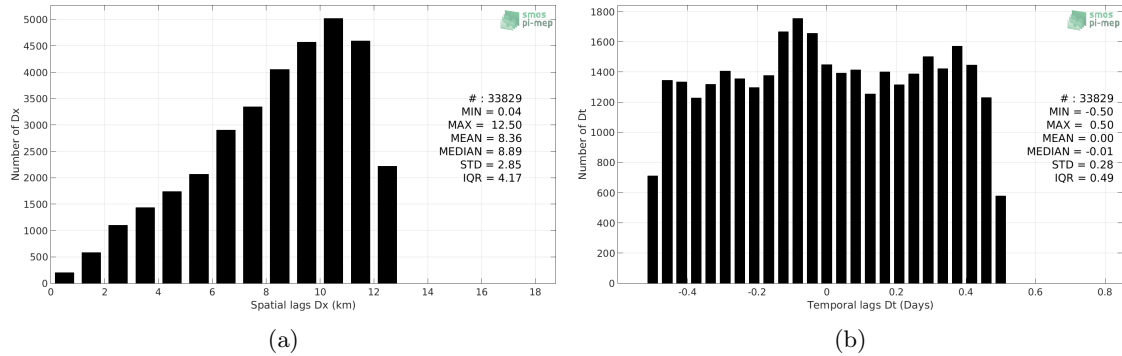 smos
pi-mep
5000
4500
4000
3500
3000
2500
2000
1500
1000
500
0
Number of Dx
# : 33829
MIN = 0.04
MAX = 12.50
MEAN = 8.36
MEDIAN = 8.89
STD = 2.85
IQR = 4.17
0 2 4 6 8 10 12 14 16 18
Spatial lags Dx (km)
(a)
smos
pi-mep
1800
1600
1400
1200
1000
800
600
400
200
0
Number of Dt
# : 33829
MIN = -0.50
MAX = 0.50
MEAN = 0.00
MEDIAN = -0.01
STD = 0.28
IQR = 0.49
-0.4 -0.2 0 0.2 0.4 0.6 0.8
Temporal lags Dt (Days)
(b)